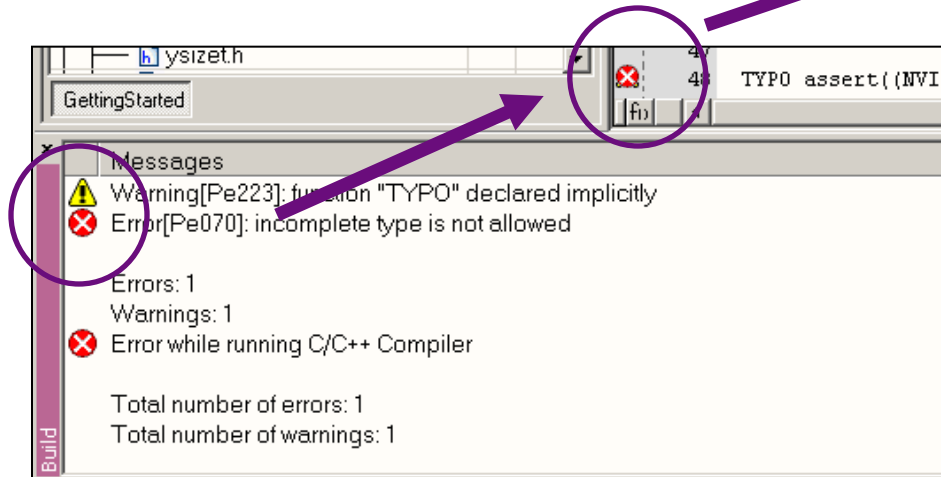 ysizet.h
47
48 TYPO assert((NVI
GettingStarted
Messages
Warning[Pe223]: function "TYPO" declared implicitly
Error[Pe070]: incomplete type is not allowed
Errors: 1
Warnings: 1
Error while running C/C++ Compiler
Total number of errors: 1
Total number of warnings: 1
Build